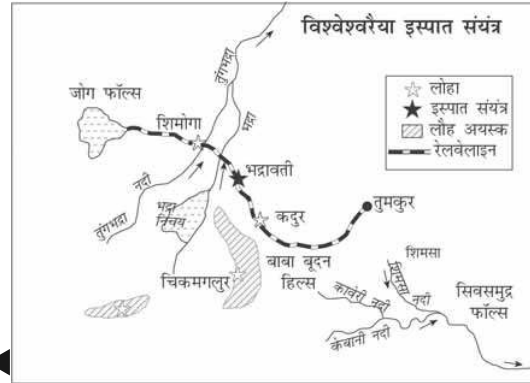 विश्वेश्वरैया इस्पात संयंत्र
लोहा
इस्पात संयंत्र
लौह अयस्क
रेलवेलाइन
जोग फॉल्स
तुंगभद्रा
शिमोगा
भद्रा
भद्रावती
तुंगभद्रा नदी
भद्रा
निचय
कदुर
तुमकुर
चिकमगलुर
बाबा बूदन
हिल्स
शिमसा
शिमसा नदी
कावेरी नदी
केबानी नदी
सिवसमुद्र
फॉल्स